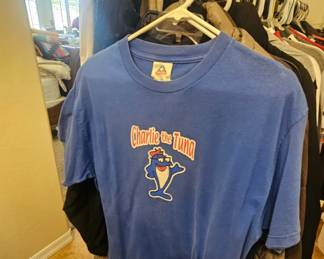 Charlie the Tuna